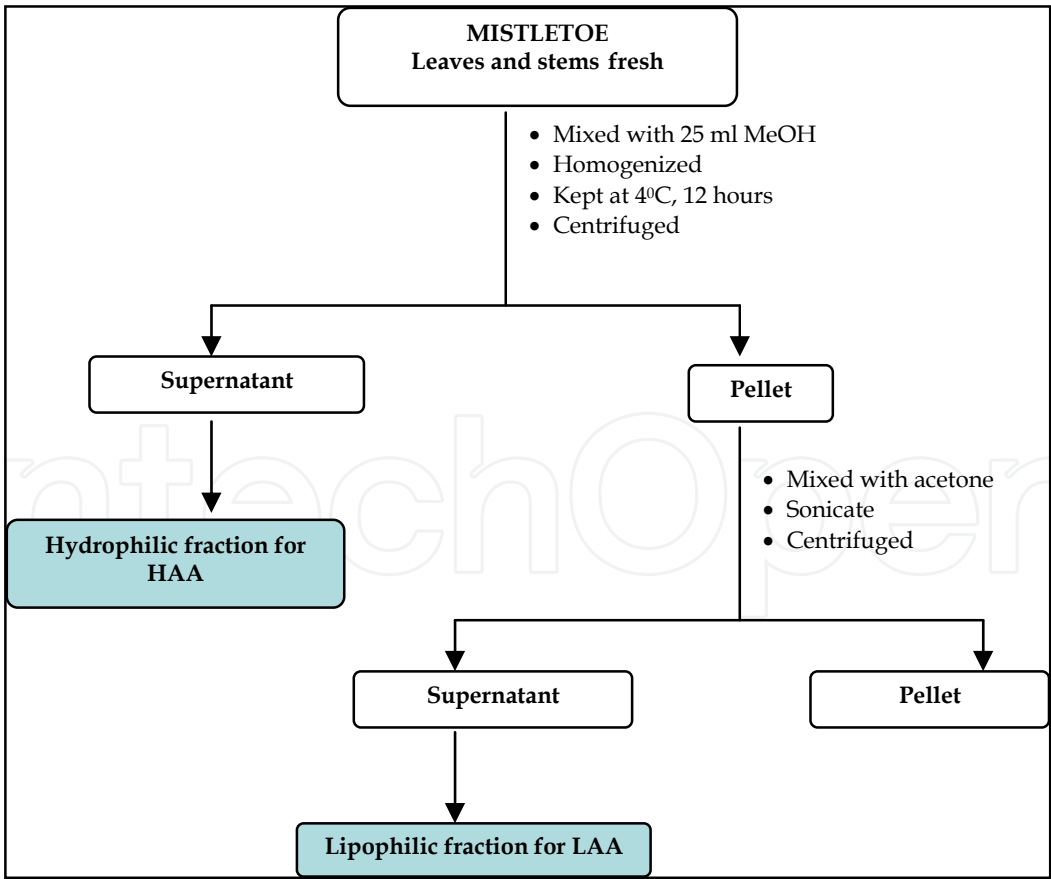 MISTLETOE
Leaves and stems fresh
• Mixed with 25 ml MeOH
• Homogenized
• Kept at 4⁰C, 12 hours
• Centrifuged
Supernatant
Pellet
• Mixed with acetone
• Sonicate
• Centrifuged
Hydrophilic fraction for
HAA
Supernatant
Pellet
Lipophilic fraction for LAA
ntechOpen